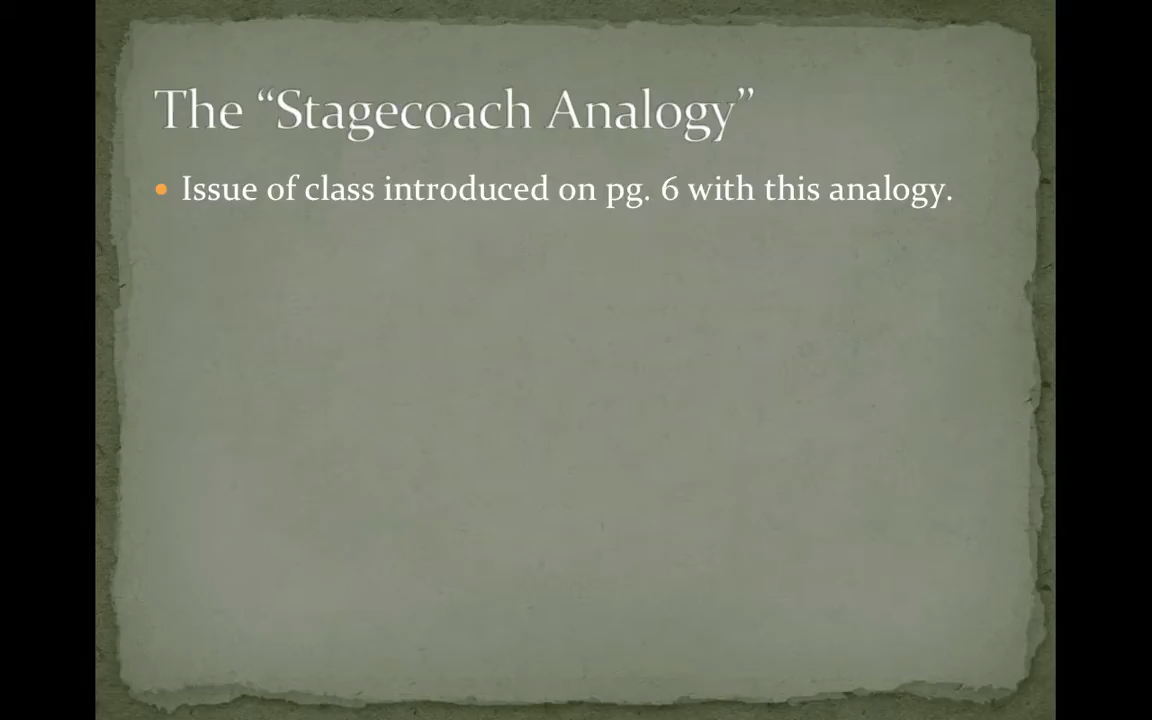 The “Stagecoach Analogy”
• Issue of class introduced on pg. 6 with this analogy.